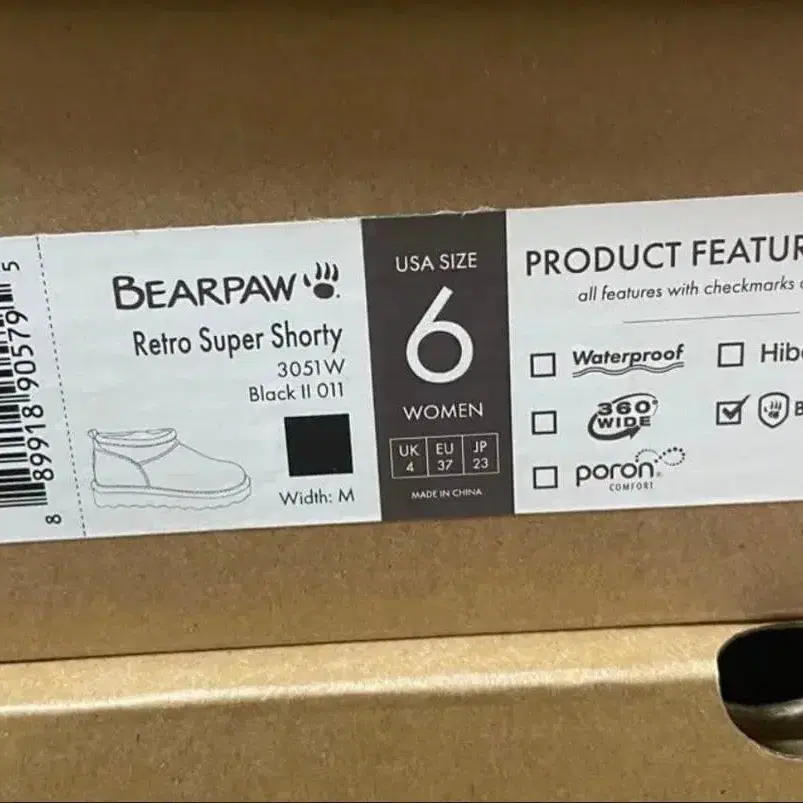 8 89918 90579 5
BEARPAW
Retro Super Shorty
3051W
Black II 011
Width: M
USA SIZE
6
WOMEN
UK EU JP
4 37 23
MADE IN CHINA
PRODUCT FEATUR
all features with checkmarks
Waterproof
Hib
360°
WIDE
B
poron
COMFORT